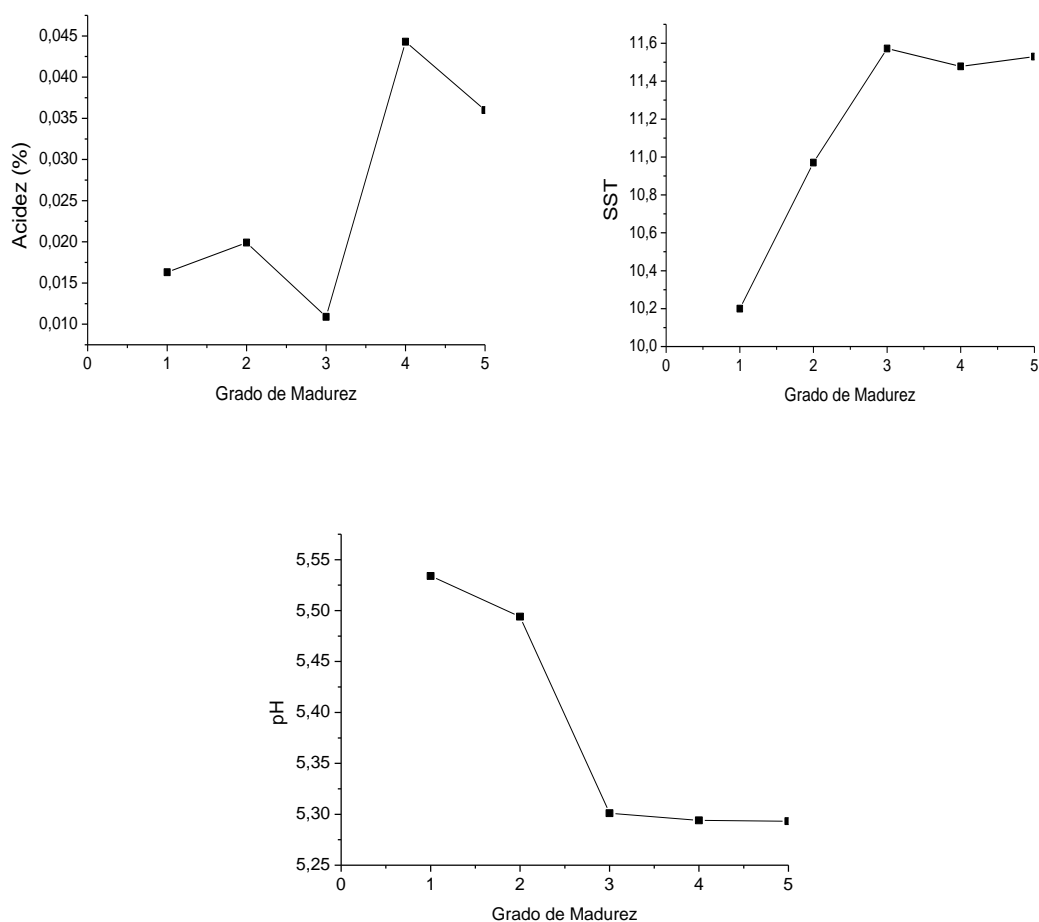 0,045
0,040
0,035
0,030
0,025
0,020
0,015
0,010
Acidez (%)
0 1 2 3 4 5
Grado de Madurez
11,6
11,4
11,2
11,0
10,8
10,6
10,4
10,2
10,0
SST
0 1 2 3 4 5
Grado de Madurez
5,55
5,50
5,45
5,40
5,35
5,30
5,25
pH
0 1 2 3 4 5
Grado de Madurez